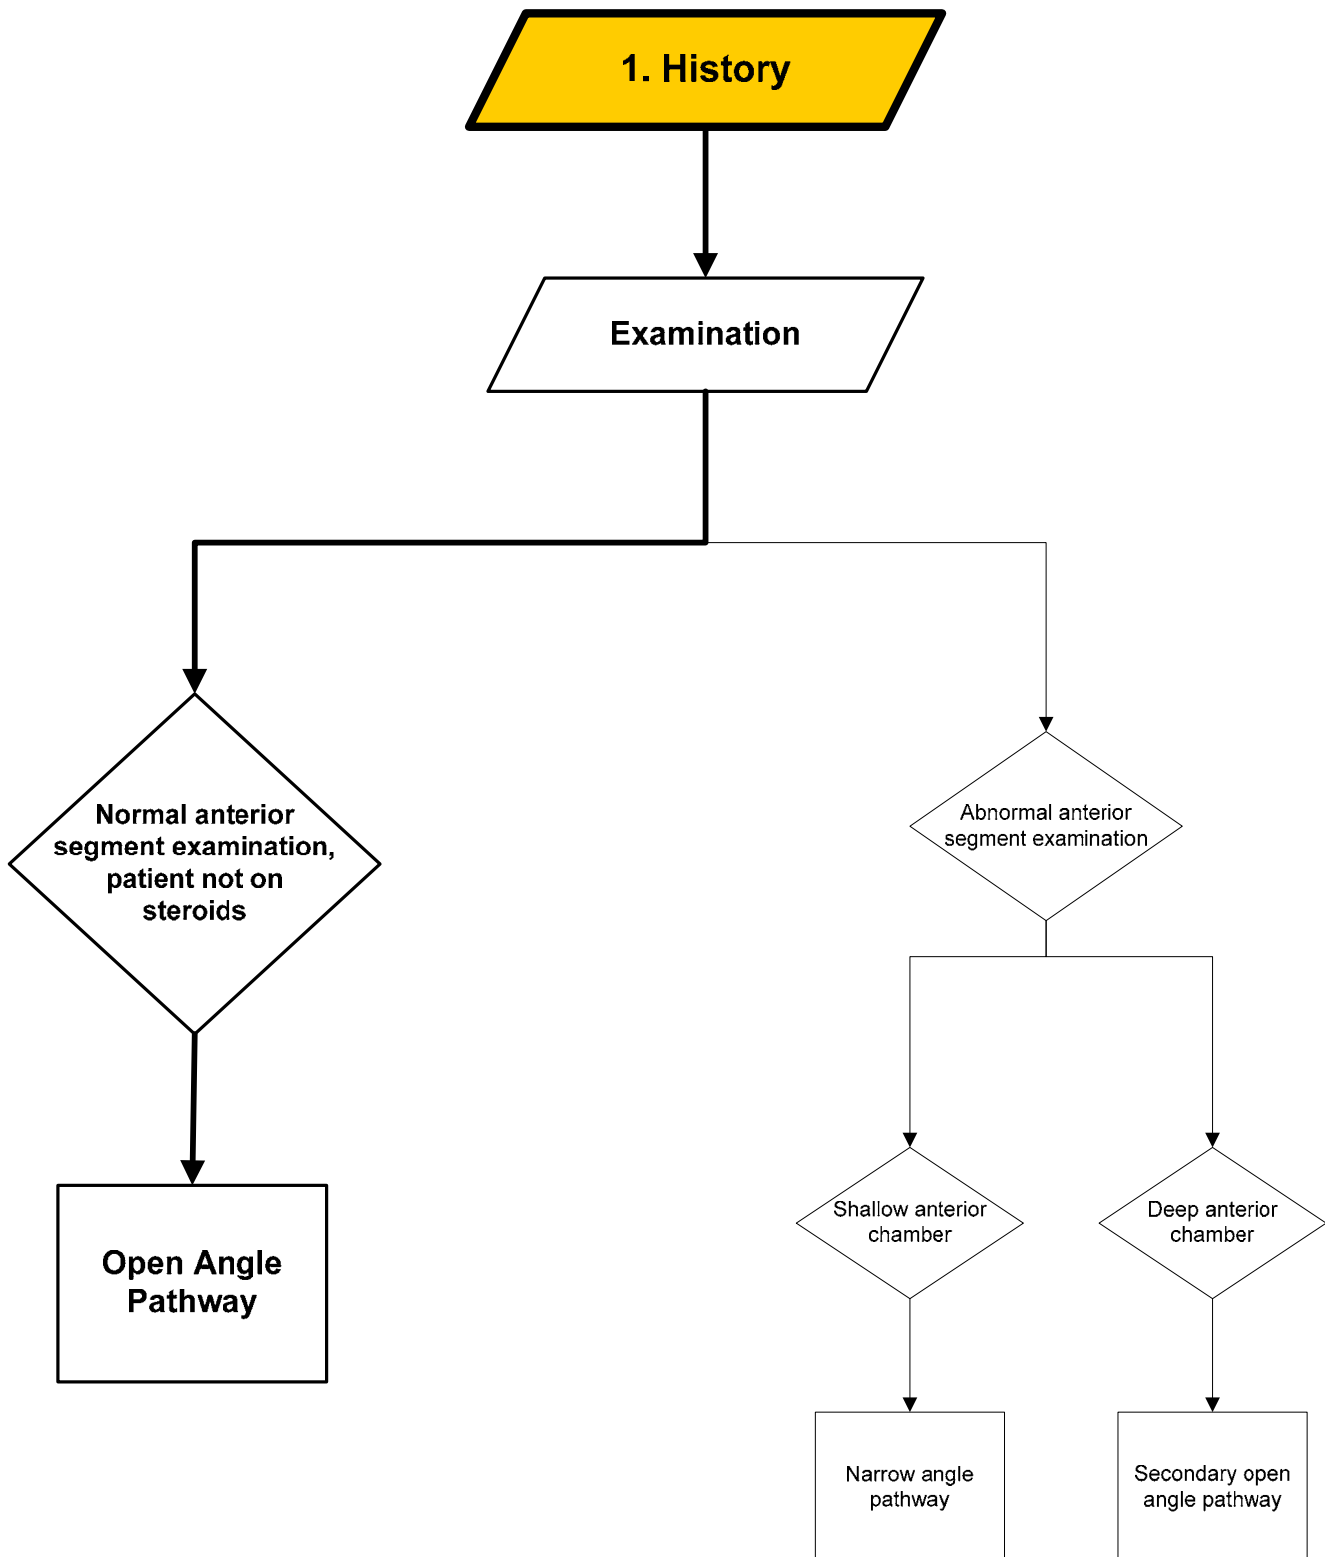 1. History
Examination
Normal anterior
segment examination,
patient not on
steroids
Abnormal anterior
segment examination
Open Angle
Pathway
Shallow anterior
chamber
Deep anterior
chamber
Narrow angle
pathway
Secondary open
angle pathway